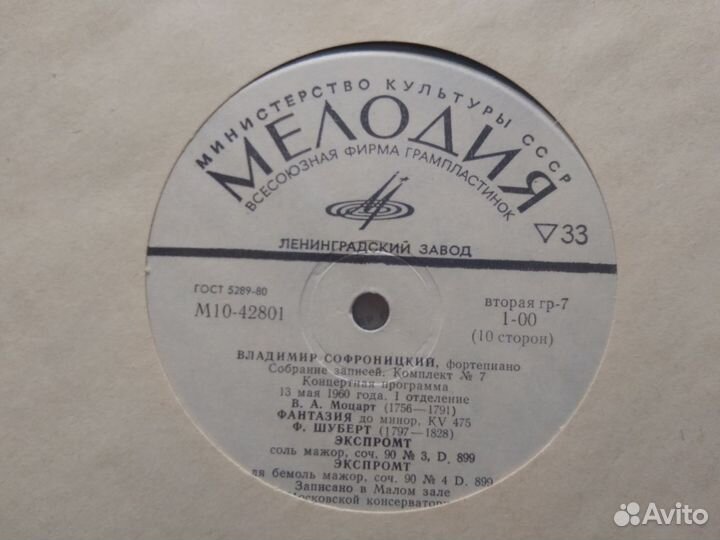 МИНИСТЕРСТВО КУЛЬТУРЫ СССР
МЕЛОДИЯ
ВСЕСОЮЗНАЯ ФИРМА ГРАМПЛАСТИНОК
ЛЕНИНГРАДСКИЙ ЗАВОД
▽33
ГОСТ 5289-80
М10-42801
вторая гр-7
1-00
(10 сторон)
ВЛАДИМИР СОФРОНИЦКИЙ, фортепиано
Собрание записей. Комплект № 7
Концертная программа
13 мая 1960 года. I отделение
В. А. Моцарт (1756—1791)
ФАНТАЗИЯ до минор, KV 475
Ф. ШУБЕРТ (1797—1828)
ЭКСПРОМТ
соль мажор, соч. 90 № 3, D. 899
ЭКСПРОМТ
ля бемоль мажор, соч. 90 № 4 D. 899
Записано в Малом зале
Московской консерватор
Avito